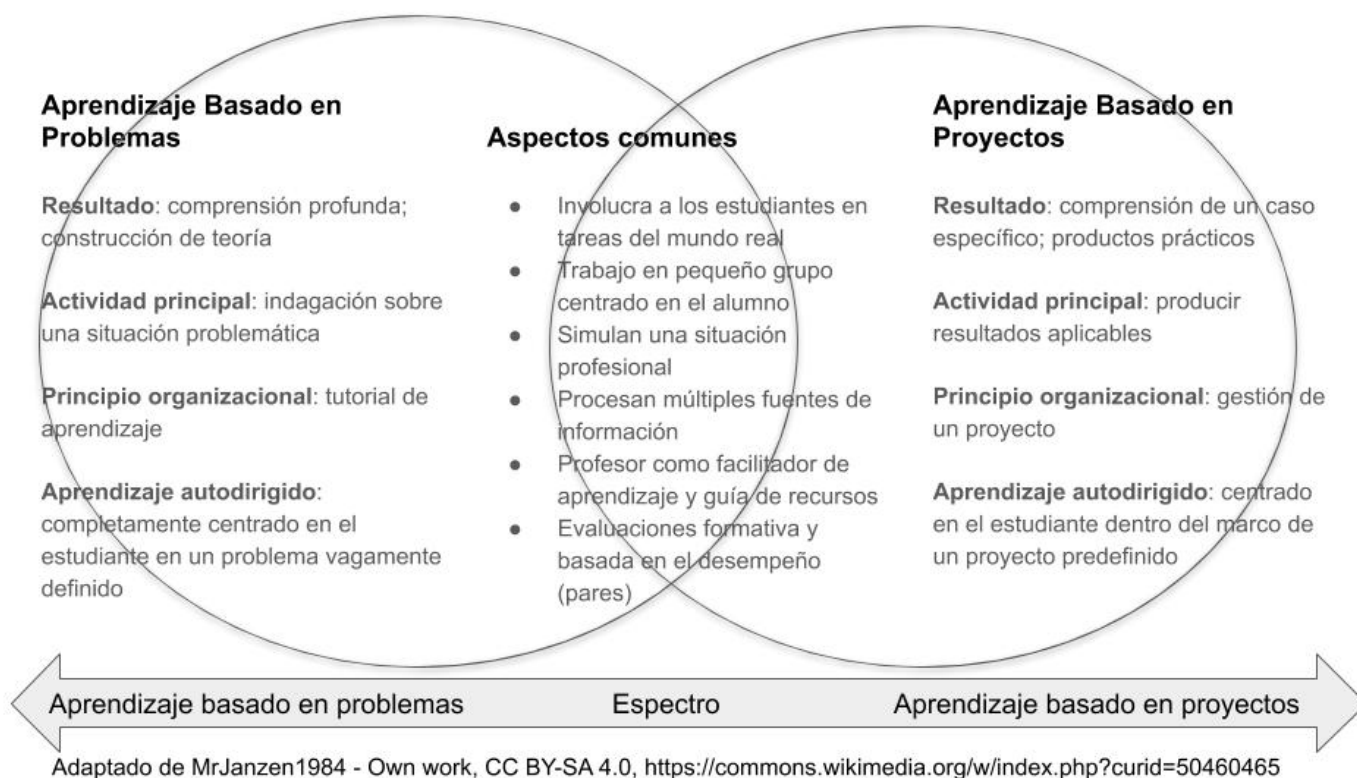 Aprendizaje Basado en
Problemas
Resultado: comprensión profunda;
construcción de teoría
Actividad principal: indagación sobre
una situación problemática
Principio organizacional: tutorial de
aprendizaje
Aprendizaje autodirigido:
completamente centrado en el
estudiante en un problema vagamente
definido
Aspectos comunes
● Involucra a los estudiantes en
tareas del mundo real
● Trabajo en pequeño grupo
centrado en el alumno
● Simulan una situación
profesional
● Procesan múltiples fuentes de
información
● Profesor como facilitador de
aprendizaje y guía de recursos
● Evaluaciones formativa y
basada en el desempeño
(pares)
Aprendizaje Basado en
Proyectos
Resultado: comprensión de un caso
específico; productos prácticos
Actividad principal: producir
resultados aplicables
Principio organizacional: gestión de
un proyecto
Aprendizaje autodirigido: centrado
en el estudiante dentro del marco de
un proyecto predefinido
Aprendizaje basado en problemas
Espectro
Aprendizaje basado en proyectos
Adaptado de MrJanzen1984 - Own work, CC BY-SA 4.0, https://commons.wikimedia.org/w/index.php?curid=50460465